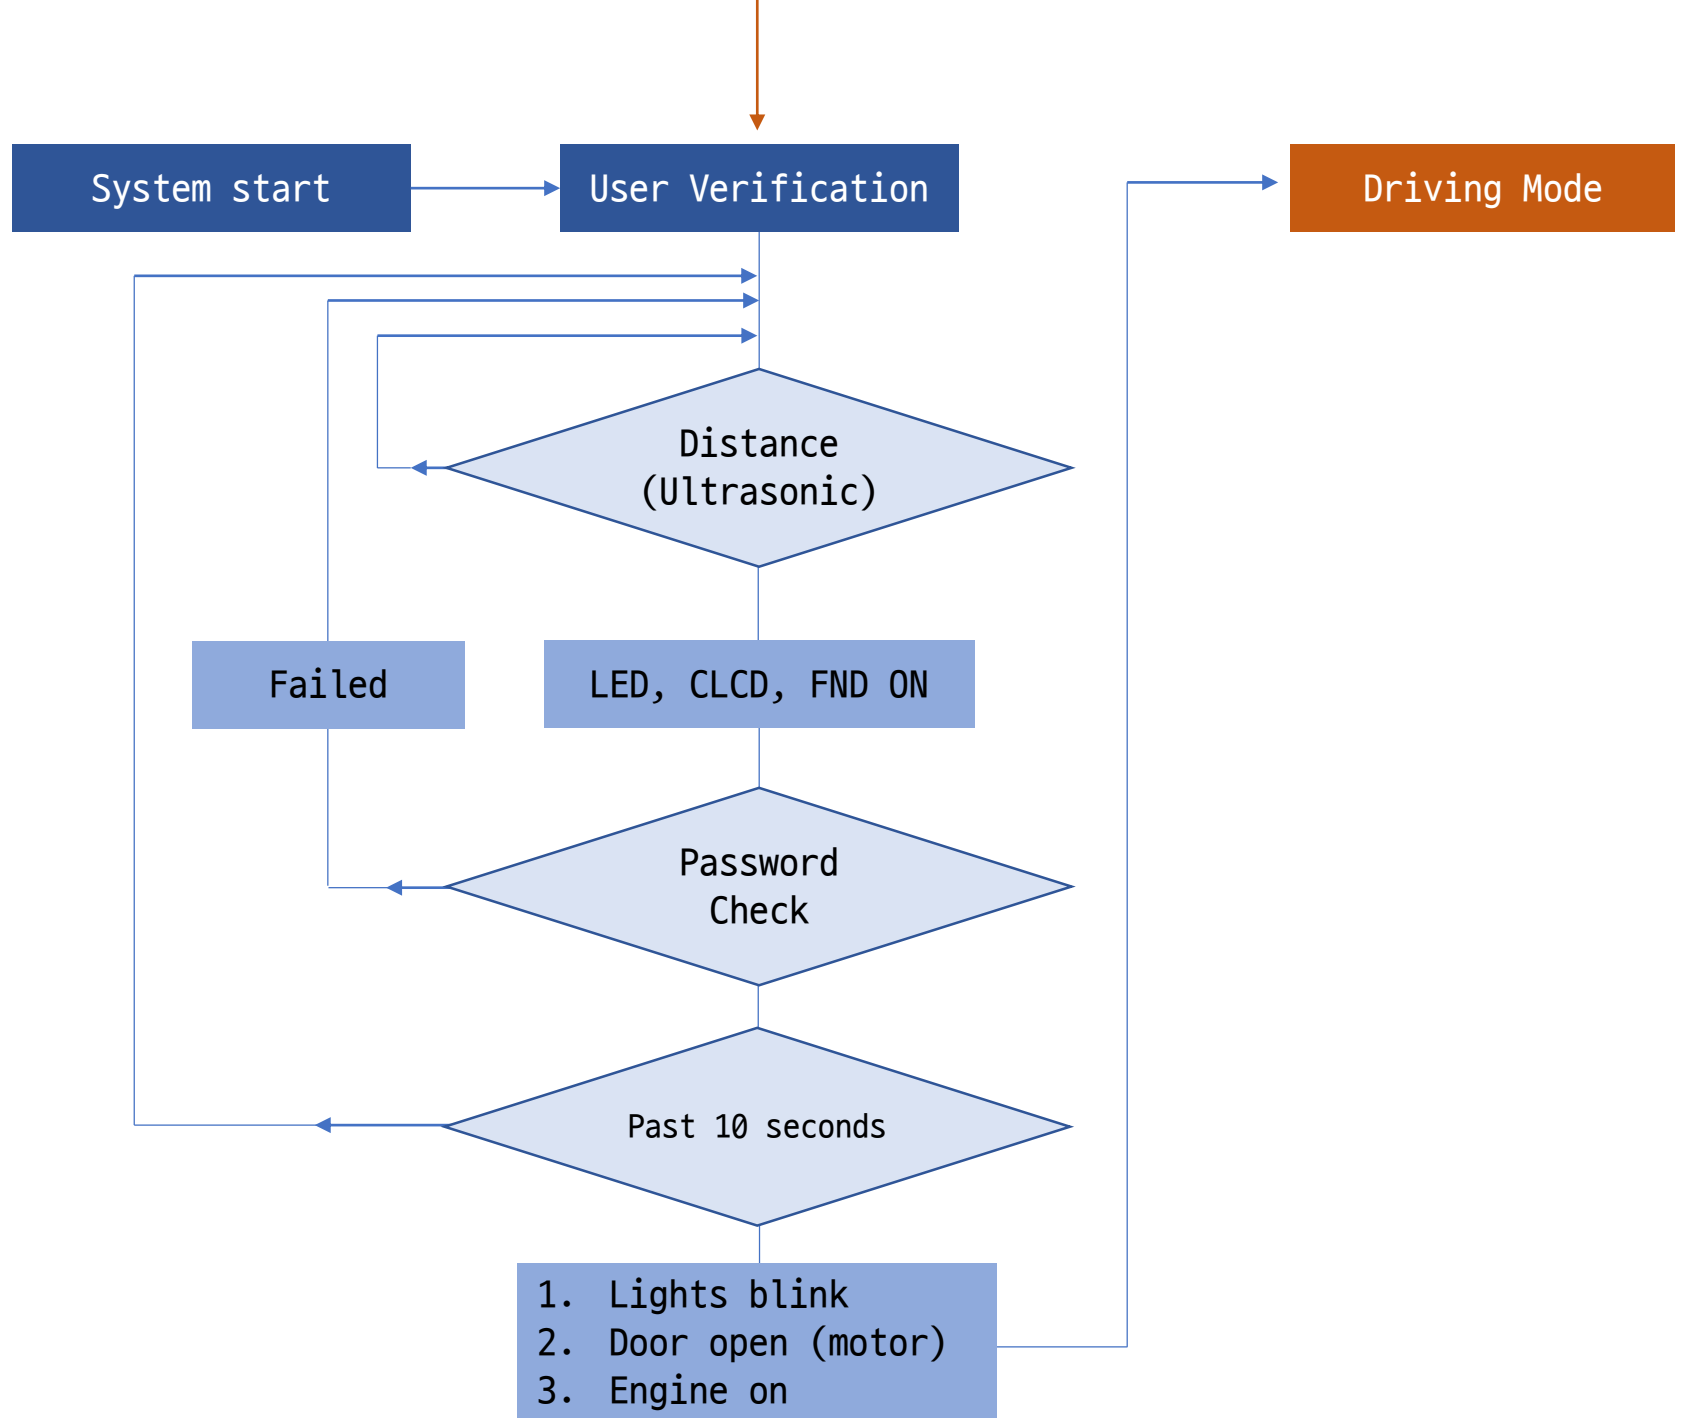 System start
User Verification
Driving Mode
Distance
(Ultrasonic)
Failed
LED, CLCD, FND ON
Password
Check
Past 10 seconds
1. Lights blink
2. Door open (motor)
3. Engine on